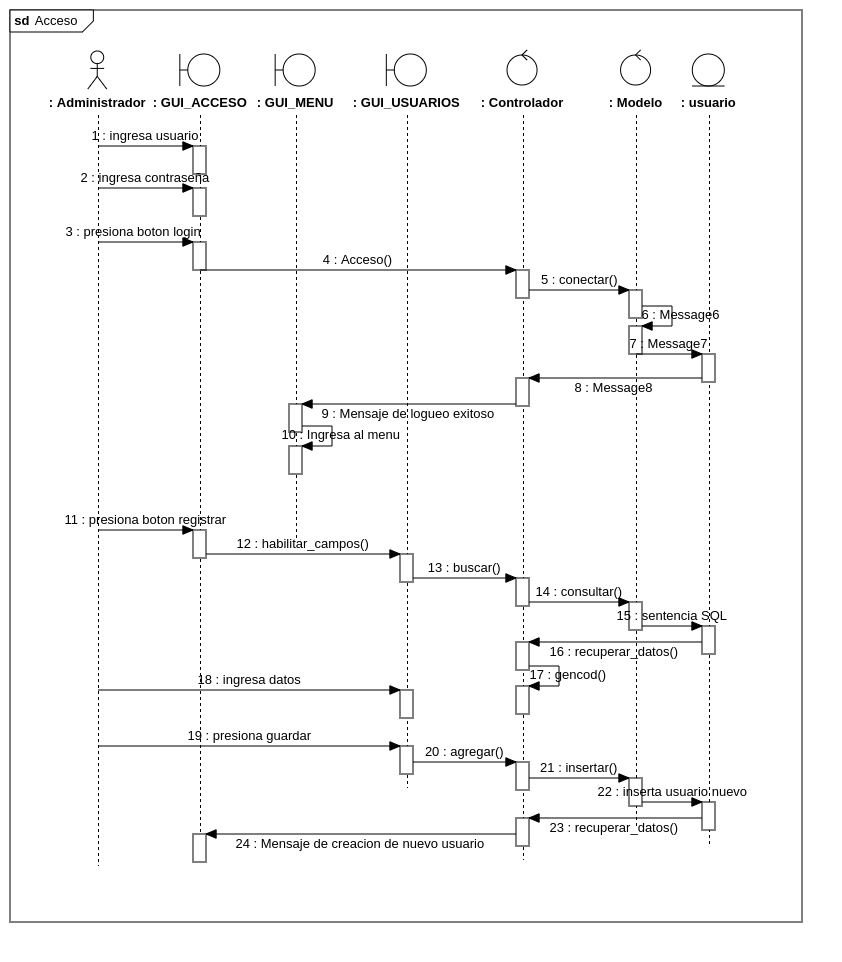 sd Acceso
: Administrador : GUI_ACCESO : GUI_MENU : GUI_USUARIOS : Controlador : Modelo : usuario
1 : ingresa usuario
2 : ingresa contraseña
3 : presiona boton login
4 : Acceso()
5 : conectar()
6 : Message6
7 : Message7
8 : Message8
9 : Mensaje de logueo exitoso
10 : Ingresa al menu
11 : presiona boton registrar
12 : habilitar_campos()
13 : buscar()
14 : consultar()
15 : sentencia SQL
16 : recuperar_datos()
17 : gencod()
18 : ingresa datos
19 : presiona guardar
20 : agregar()
21 : insertar()
22 : inserta usuario nuevo
23 : recuperar_datos()
24 : Mensaje de creacion de nuevo usuario